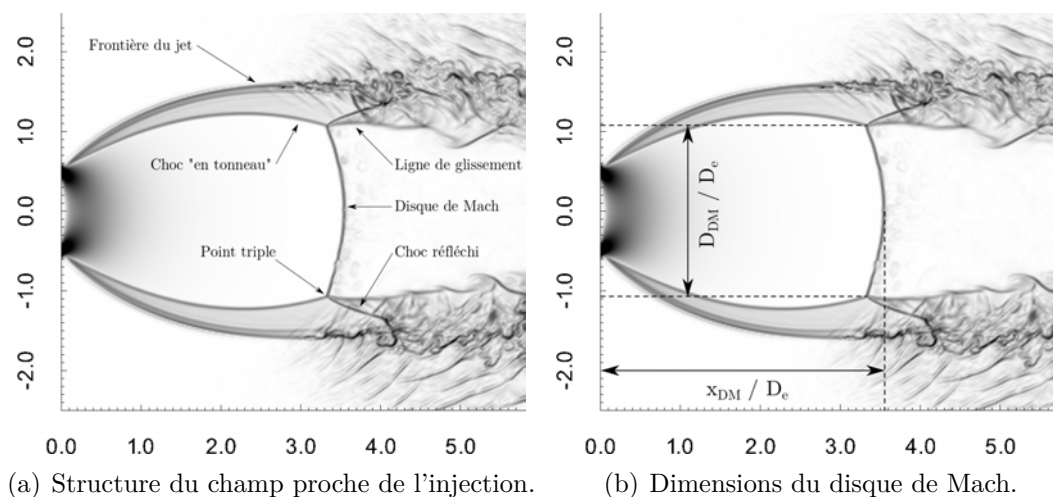 2.0
1.0
0.0
-1.0
-2.0
0.0 1.0 2.0 3.0 4.0 5.0
Frontière du jet
Choc "en tonneau"
Ligne de glissement
Disque de Mach
Point triple
Choc réfléchi
(a) Structure du champ proche de l'injection.
2.0
1.0
0.0
-1.0
-2.0
0.0 1.0 2.0 3.0 4.0 5.0
D_DM / D_e
x_DM / D_e
(b) Dimensions du disque de Mach.